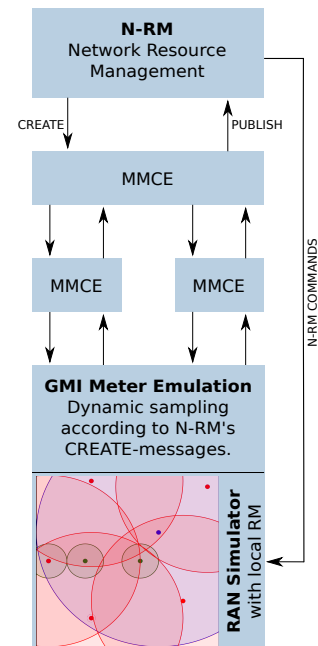 N-RM
Network Resource
Management
CREATE
PUBLISH
MMCE
MMCE
MMCE
N-RM COMMANDS
GMI Meter Emulation
Dynamic sampling
according to N-RM's
CREATE-messages.
RAN Simulator
with local RM